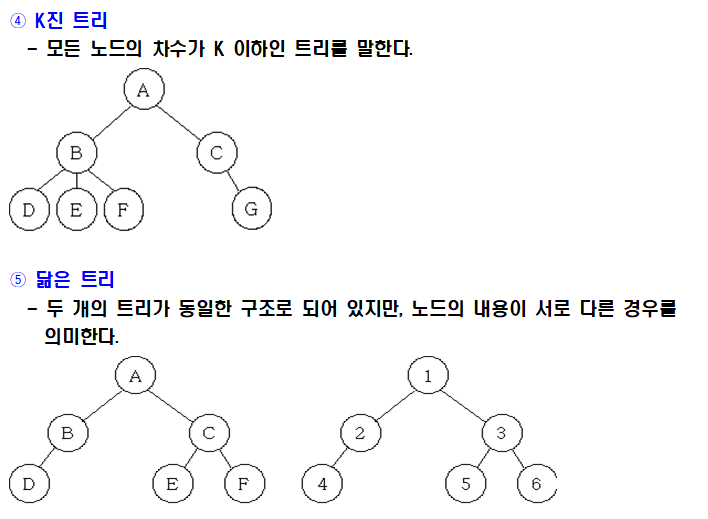 ④ K진 트리
- 모든 노드의 차수가 K 이하인 트리를 말한다.
A
B C
D E F G
⑤ 닮은 트리
- 두 개의 트리가 동일한 구조로 되어 있지만, 노드의 내용이 서로 다른 경우를
의미한다.
A 1
B C 2 3
D E F 4 5 6